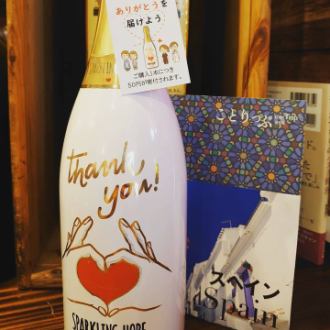 ありがとうを
届けよう
ご購入1本につき
50円が寄付されます。
thank
you!
SPARKLING HOPE
ことりっぷ
スペイン
Spain